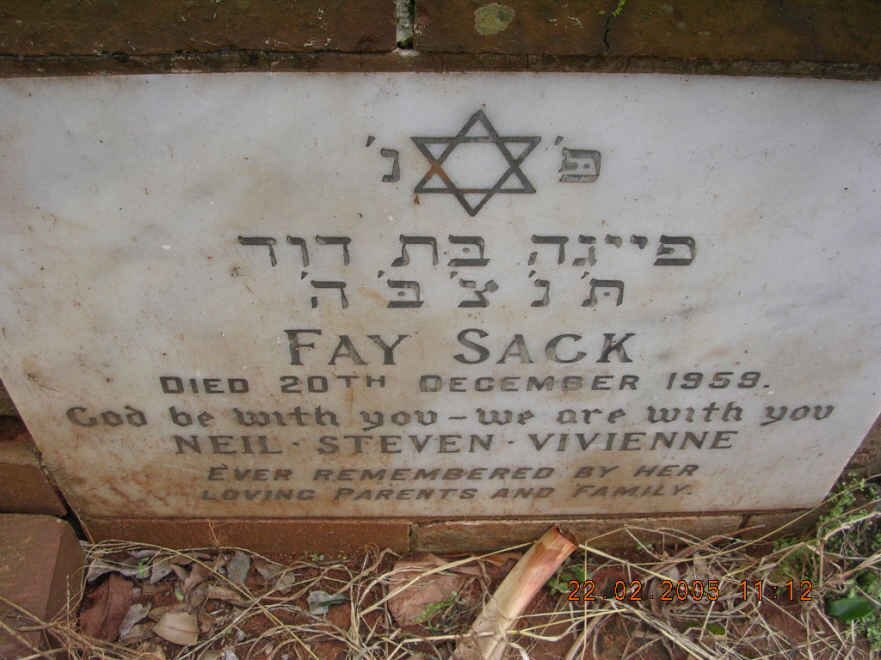 פ' נ'
פייגה בת דוד
ת' נ' צ' ב' ה'
FAY SACK
DIED 20TH DECEMBER 1959.
God be with you – we are with you
NEIL · STEVEN · VIVIENNE
EVER REMEMBERED BY HER
LOVING PARENTS AND FAMILY.
22.02.2005 11:12